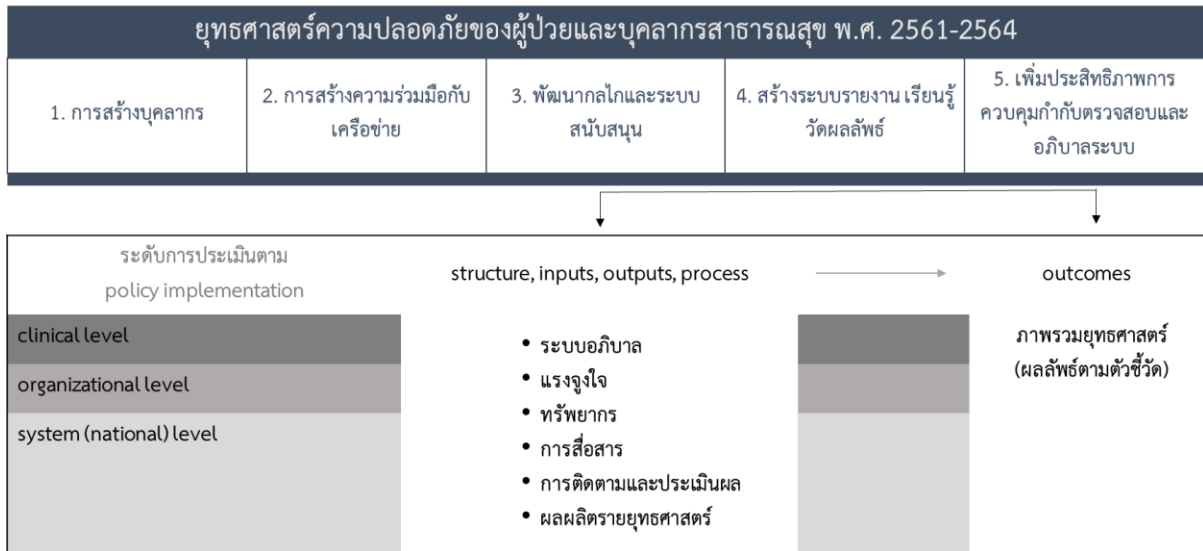 ยุทธศาสตร์ความปลอดภัยของผู้ป่วยและบุคลากรสาธารณสุข พ.ศ. 2561-2564
1. การสร้างบุคลากร
2. การสร้างความร่วมมือกับ
เครือข่าย
3. พัฒนากลไกและระบบ
สนับสนุน
4. สร้างระบบรายงาน เรียนรู้
วัดผลลัพธ์
5. เพิ่มประสิทธิภาพการ
ควบคุมกำกับตรวจสอบและ
อภิบาลระบบ
ระดับการประเมินตาม
policy implementation
structure, inputs, outputs, process
outcomes
clinical level
organizational level
system (national) level
• ระบบอภิบาล
• แรงจูงใจ
• ทรัพยากร
• การสื่อสาร
• การติดตามและประเมินผล
• ผลผลิตรายยุทธศาสตร์
ภาพรวมยุทธศาสตร์
(ผลลัพธ์ตามตัวชี้วัด)